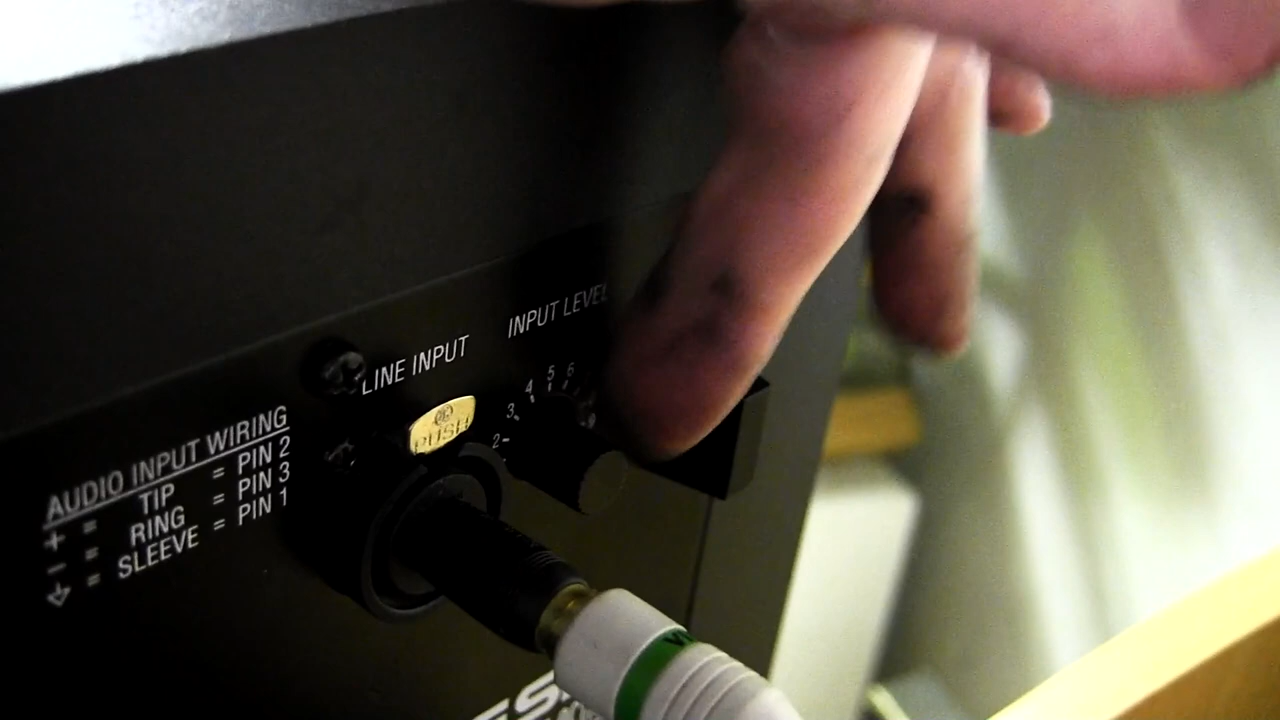 INPUT LEVEL
LINE INPUT
6
5
4
3
2
PUSH
AUDIO INPUT WIRING
+ = TIP = PIN 2
- = RING = PIN 3
⏚ = SLEEVE = PIN 1